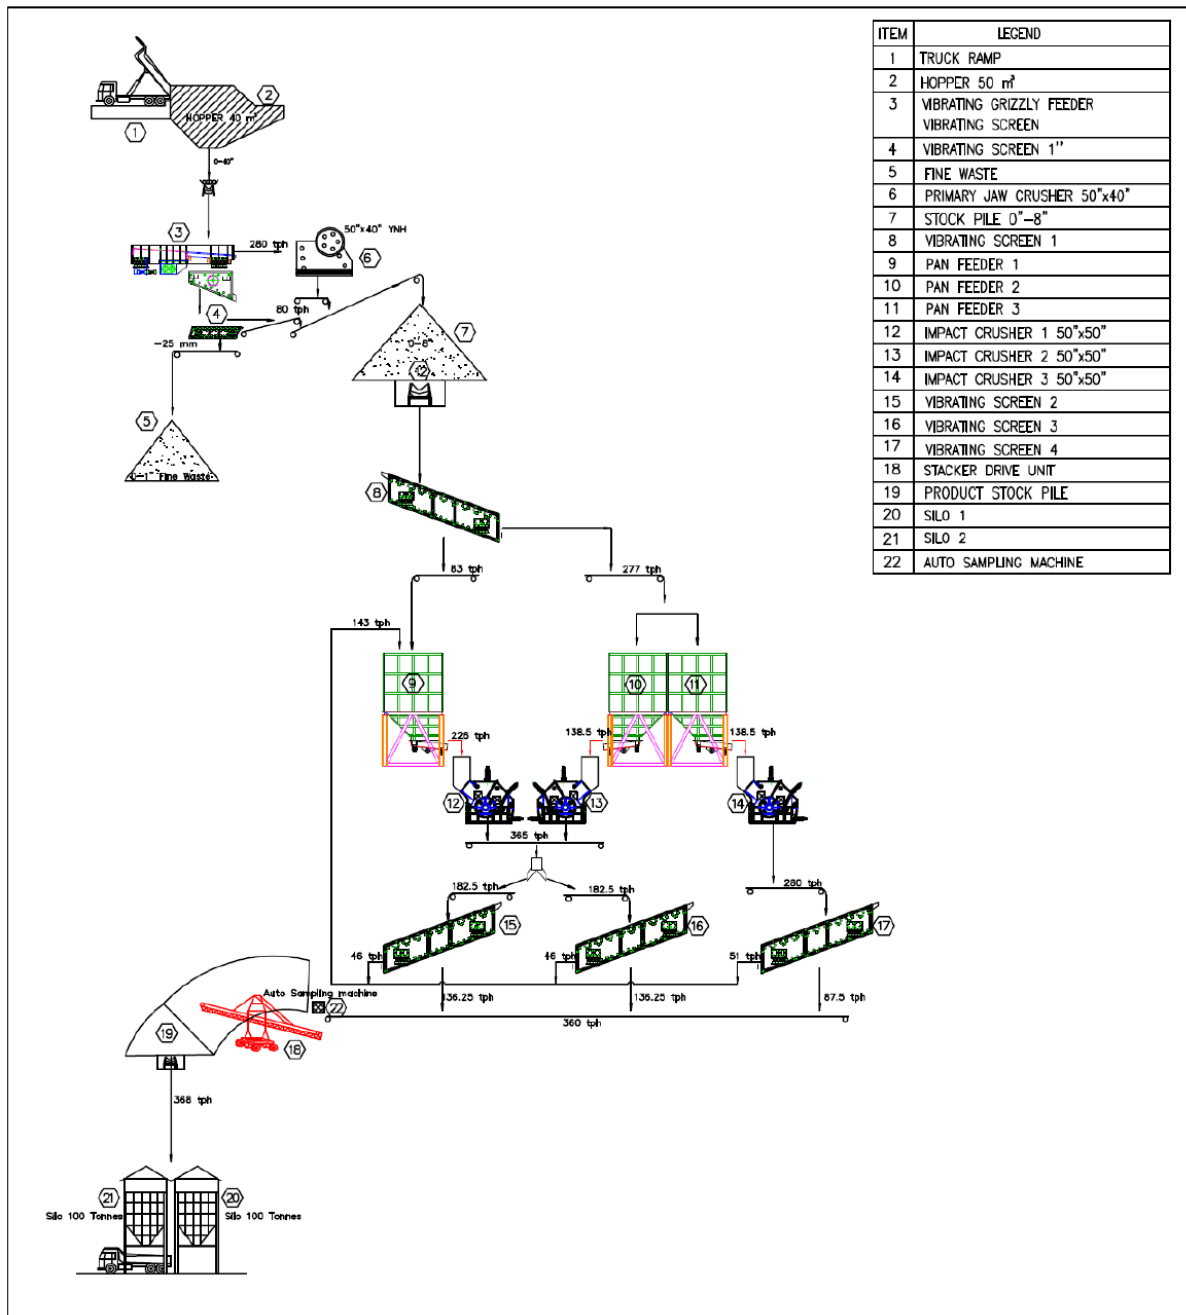 ITEM LEGEND
1 TRUCK RAMP
2 HOPPER 50 m³
3 VIBRATING GRIZZLY FEEDER
VIBRATING SCREEN
4 VIBRATING SCREEN 1''
5 FINE WASTE
6 PRIMARY JAW CRUSHER 50"x40"
7 STOCK PILE 0"-8"
8 VIBRATING SCREEN 1
9 PAN FEEDER 1
10 PAN FEEDER 2
11 PAN FEEDER 3
12 IMPACT CRUSHER 1 50"x50"
13 IMPACT CRUSHER 2 50"x50"
14 IMPACT CRUSHER 3 50"x50"
15 VIBRATING SCREEN 2
16 VIBRATING SCREEN 3
17 VIBRATING SCREEN 4
18 STACKER DRIVE UNIT
19 PRODUCT STOCK PILE
20 SILO 1
21 SILO 2
22 AUTO SAMPLING MACHINE
2
HOPPER 40 m³
1
0-40"
3
280 tph
50"x40" YNH
6
4
80 tph
-25 mm
7
0-8"
12
5
0-1" Fine Waste
8
83 tph
277 tph
143 tph
9
10
11
226 tph
138.5 tph
138.5 tph
12
13
14
365 tph
182.5 tph
182.5 tph
280 tph
15
16
17
46 tph
46 tph
51 tph
136.25 tph
136.25 tph
87.5 tph
Auto Sampling machine
22
360 tph
19
18
368 tph
21
20
Silo 100 Tonnes
Silo 100 Tonnes